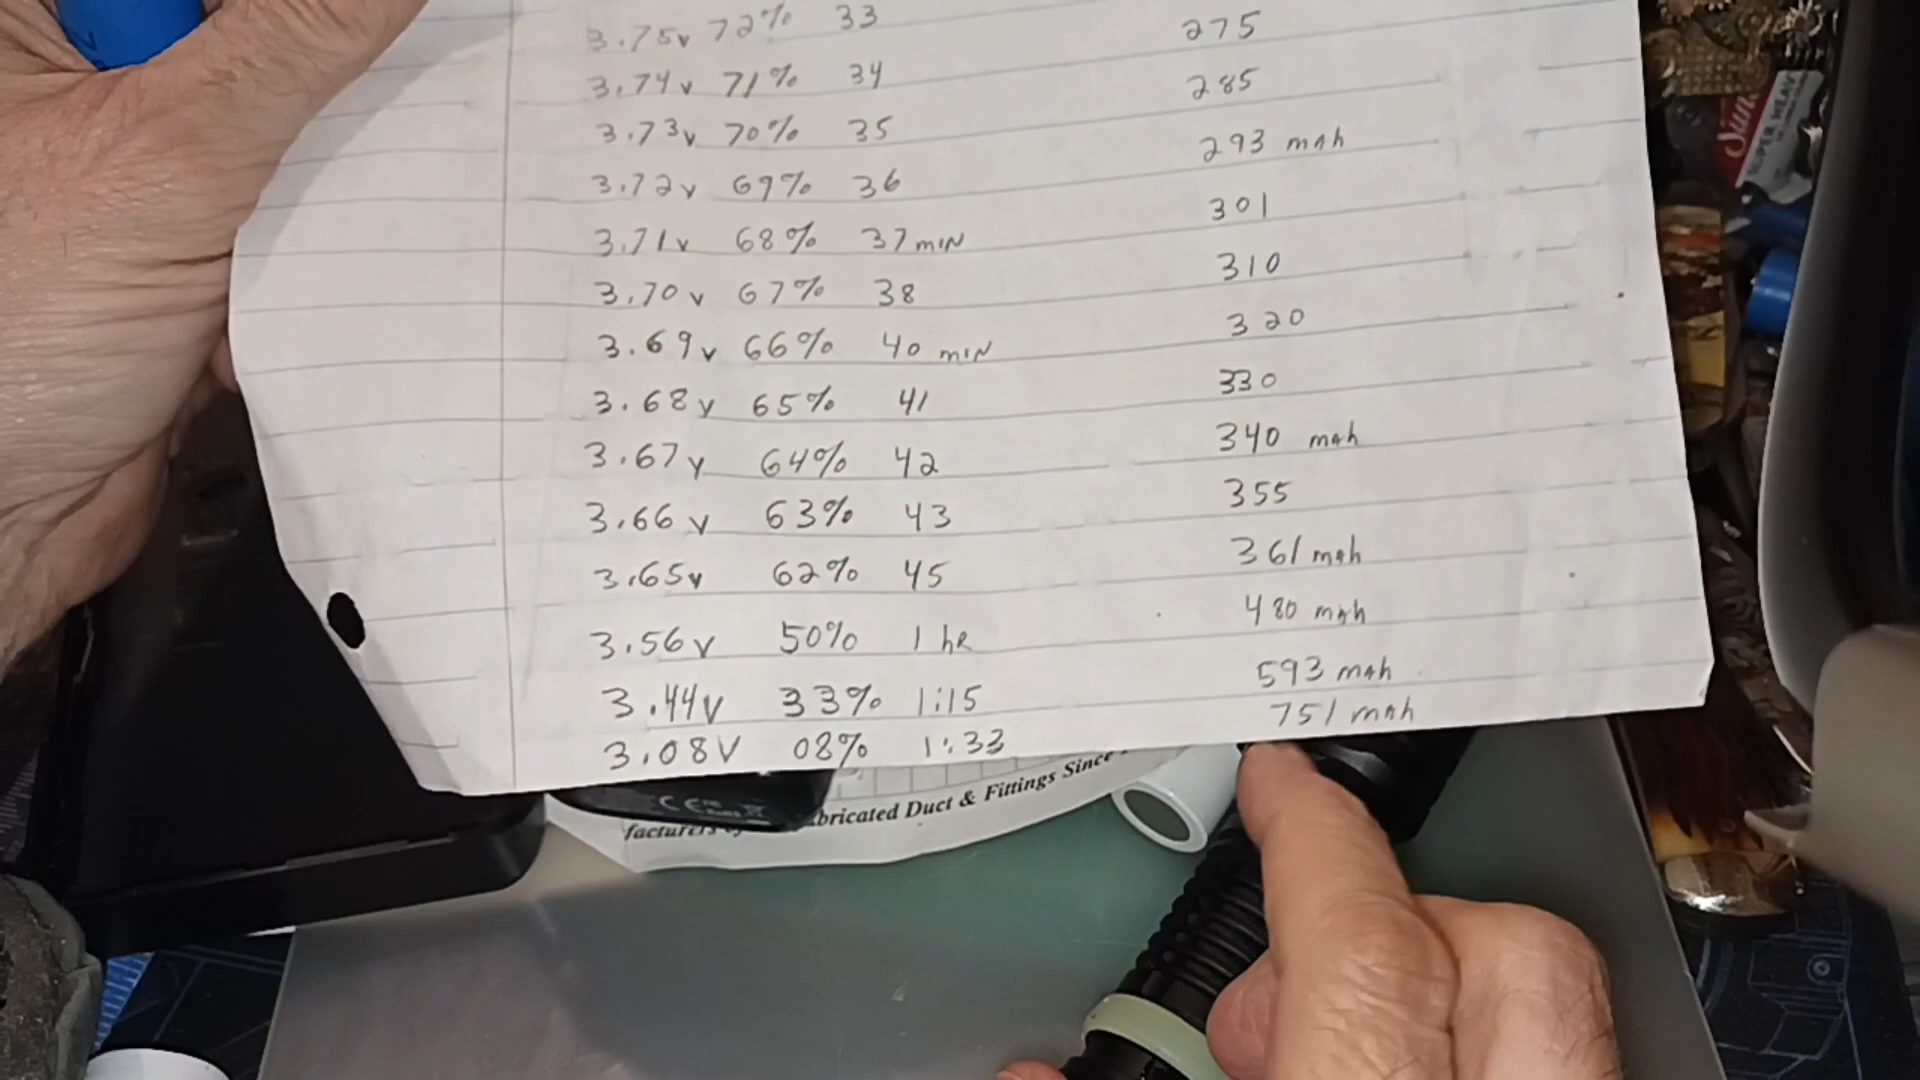 3.75v 72% 33
3.74v 71% 34 275
3.73v 70% 35 285
3.72v 69% 36 293 mAh
3.71v 68% 37 MIN 301
3.70v 67% 38 310
3.69v 66% 40 MIN 320
3.68v 65% 41 330
3.67v 64% 42 340 mAh
3.66v 63% 43 355
3.65v 62% 45 361 mAh
3.56v 50% 1 hR 480 mAh
3.44V 33% 1:15 593 mAh
3.08V 08% 1:33 751 mAh
CE
bricated Duct & Fittings Since
SUPER HEAVY